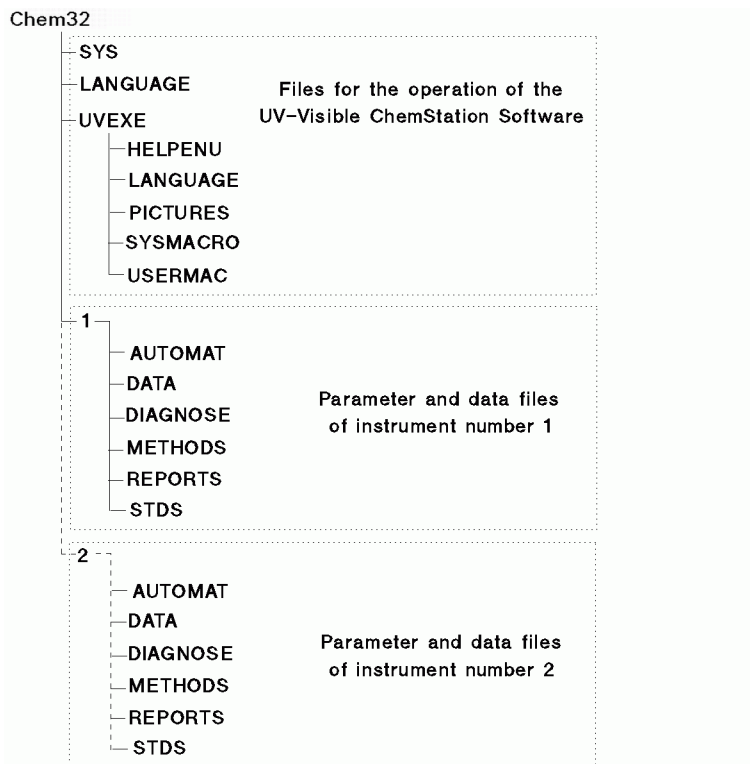 Chem32
SYS
LANGUAGE
UVEXE
HELPENU
LANGUAGE
PICTURES
SYSMACRO
USERMAC
Files for the operation of the
UV-Visible ChemStation Software
1
AUTOMAT
DATA
DIAGNOSE
METHODS
REPORTS
STDS
Parameter and data files
of instrument number 1
2
AUTOMAT
DATA
DIAGNOSE
METHODS
REPORTS
STDS
Parameter and data files
of instrument number 2